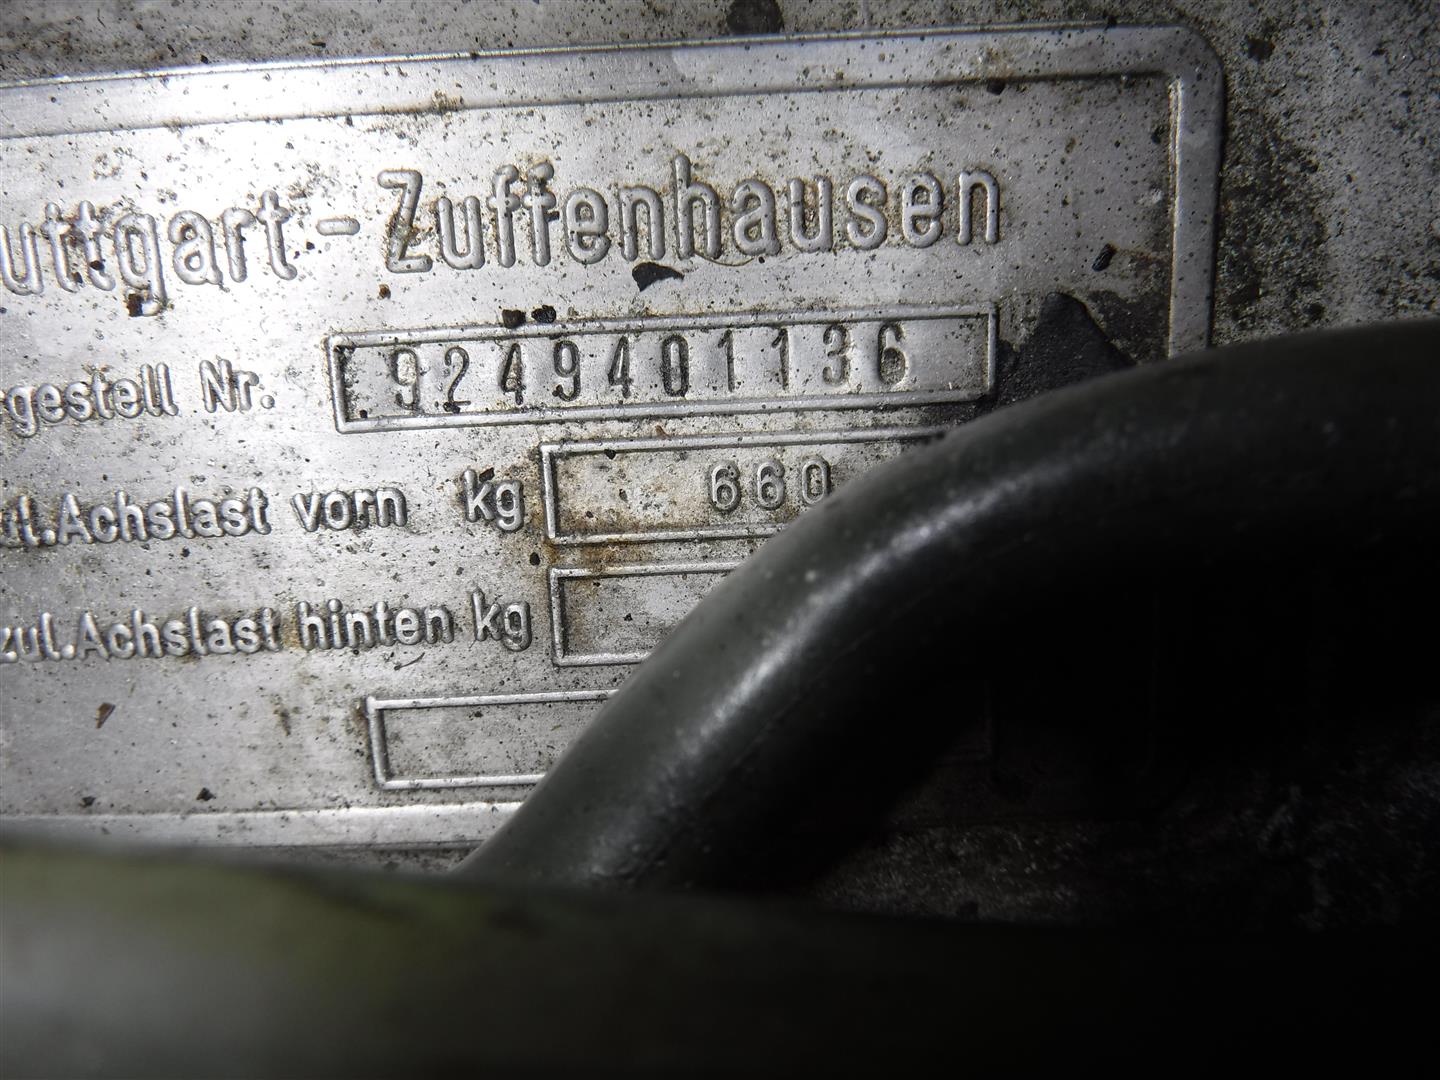 uttgart-Zuffenhausen
gestell Nr. 9249401136
ul.Achslast vorn kg 660
zul.Achslast hinten kg